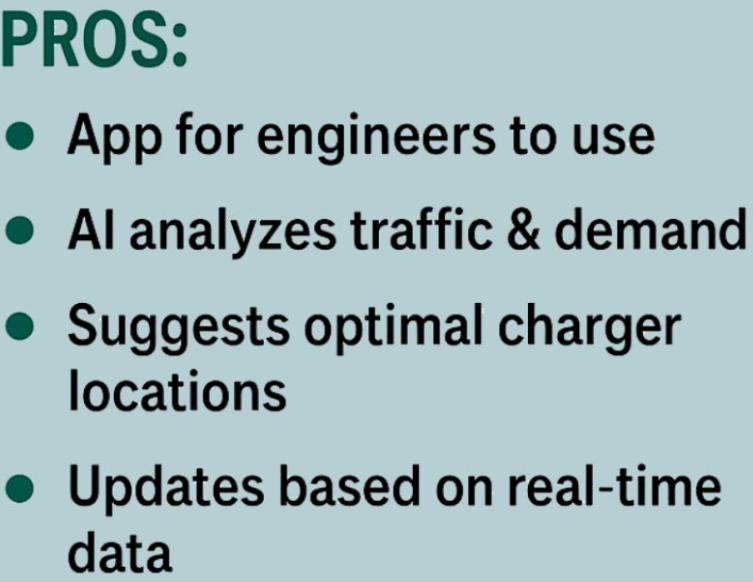 PROS:
● App for engineers to use
● AI analyzes traffic & demand
● Suggests optimal charger
locations
● Updates based on real-time
data